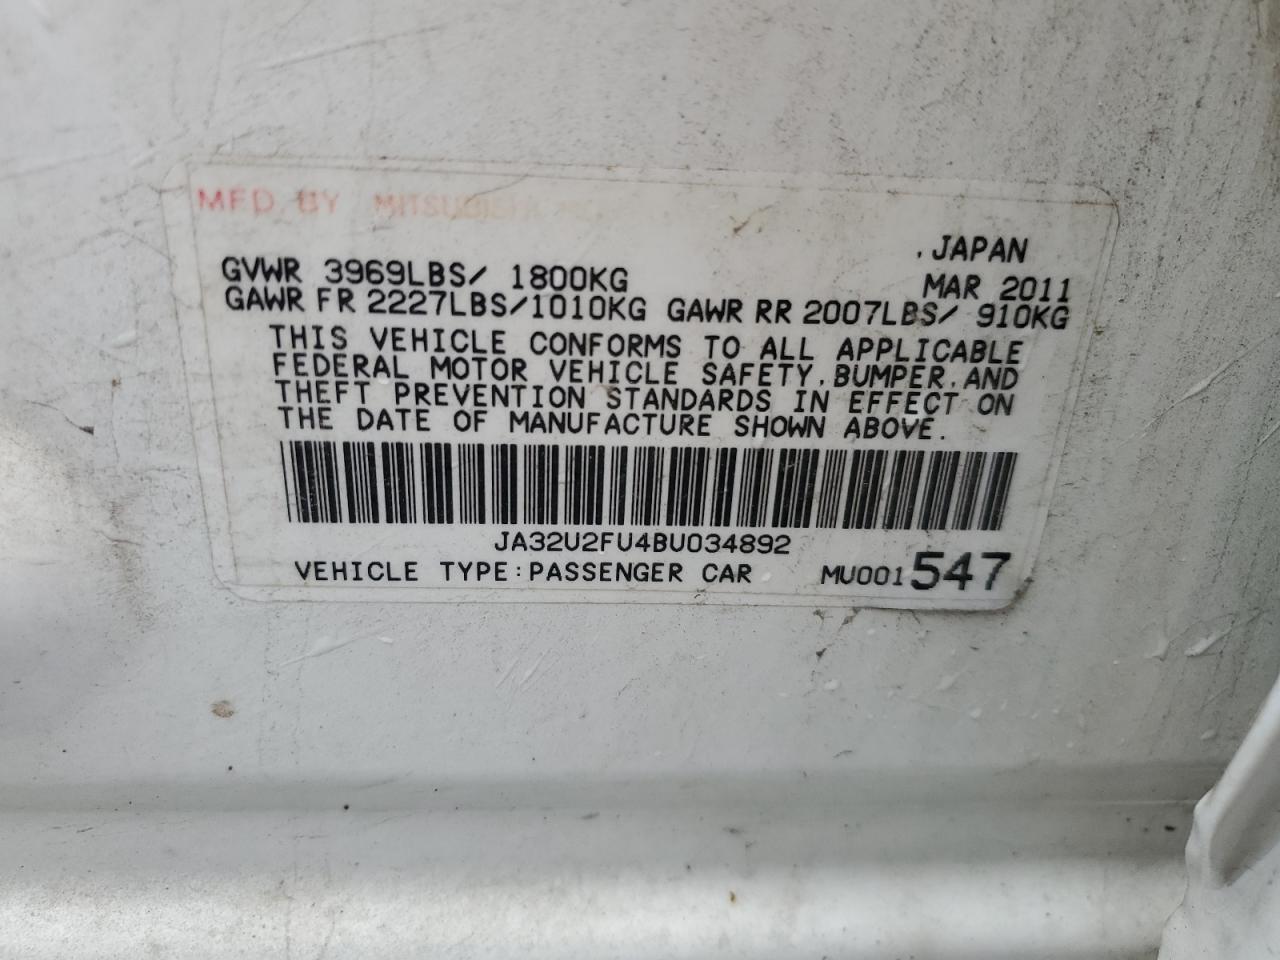 MFD. BY MITSUBISHI
, JAPAN
GVWR 3969LBS/ 1800KG MAR 2011
GAWR FR 2227LBS/1010KG GAWR RR 2007LBS/ 910KG
THIS VEHICLE CONFORMS TO ALL APPLICABLE
FEDERAL MOTOR VEHICLE SAFETY, BUMPER, AND
THEFT PREVENTION STANDARDS IN EFFECT ON
THE DATE OF MANUFACTURE SHOWN ABOVE.
JA32U2FU4BU034892
VEHICLE TYPE:PASSENGER CAR MU001547